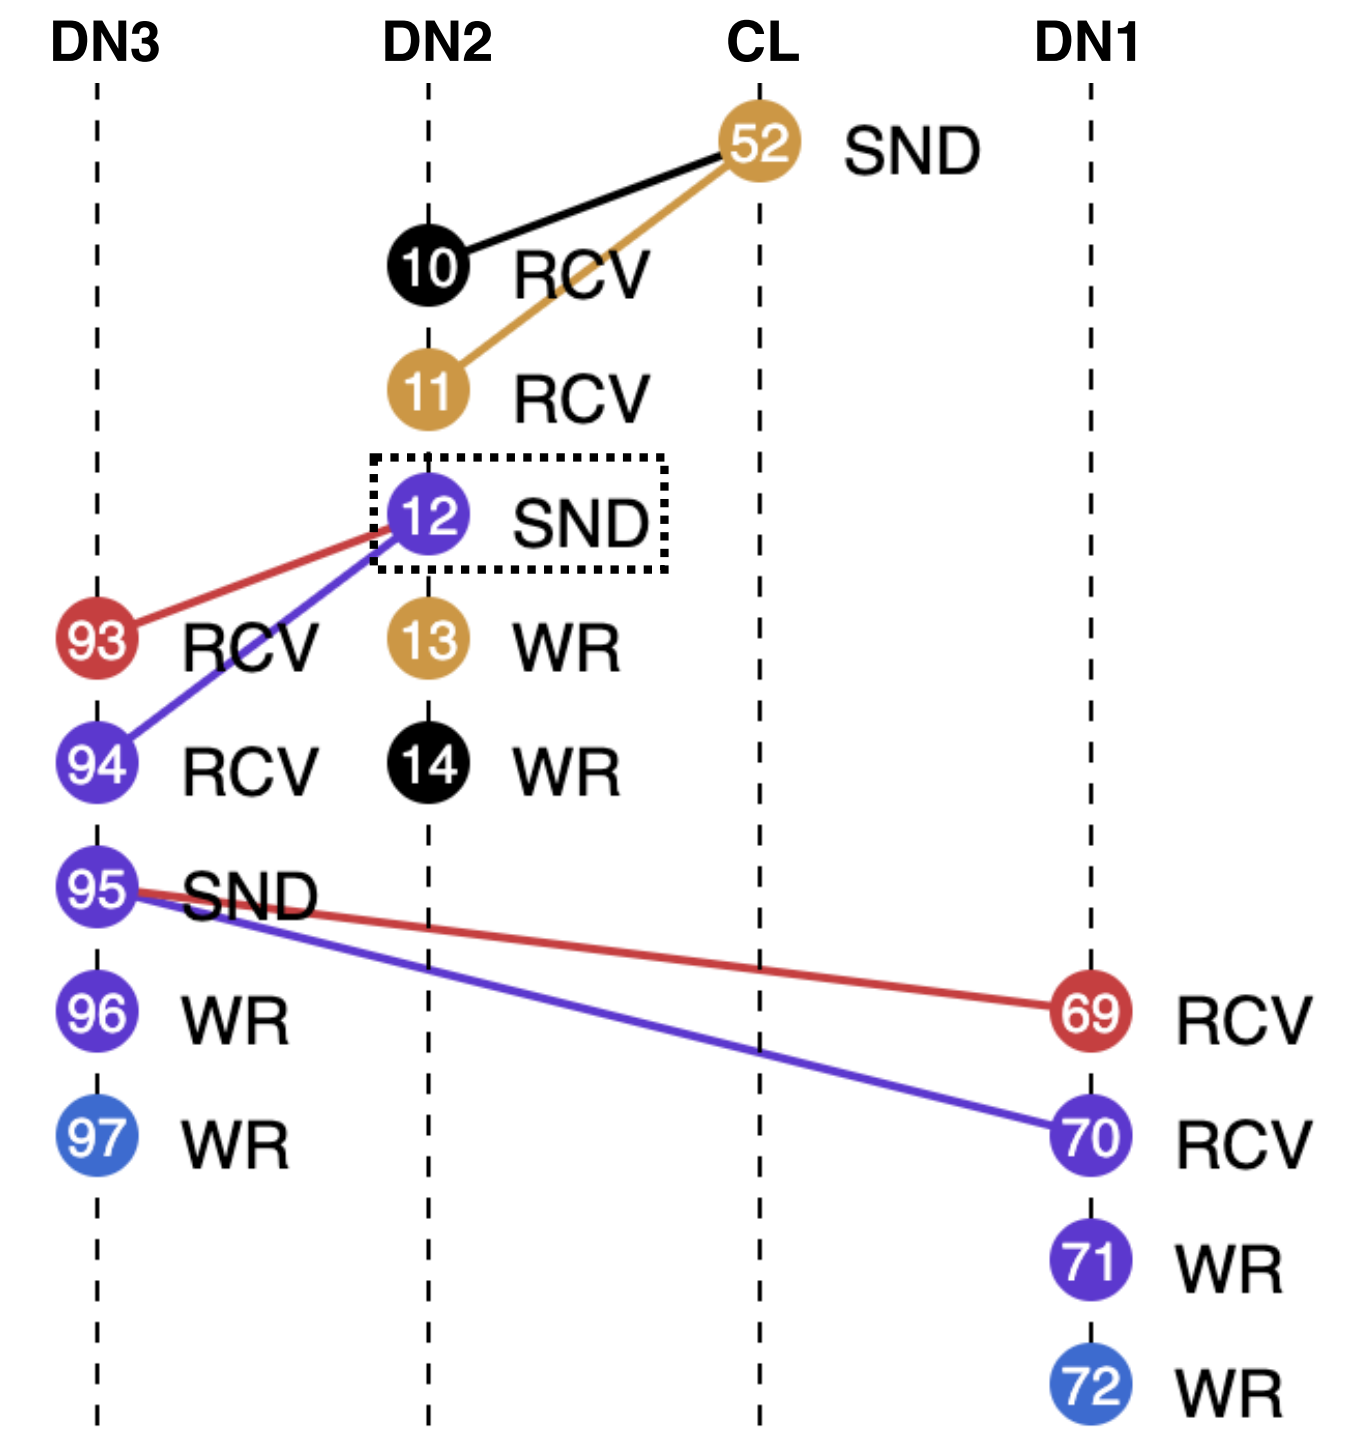 DN3 DN2 CL DN1
52 SND
10 RCV
11 RCV
12 SND
93 RCV 13 WR
94 RCV 14 WR
95 SND
96 WR 69 RCV
97 WR 70 RCV
71 WR
72 WR